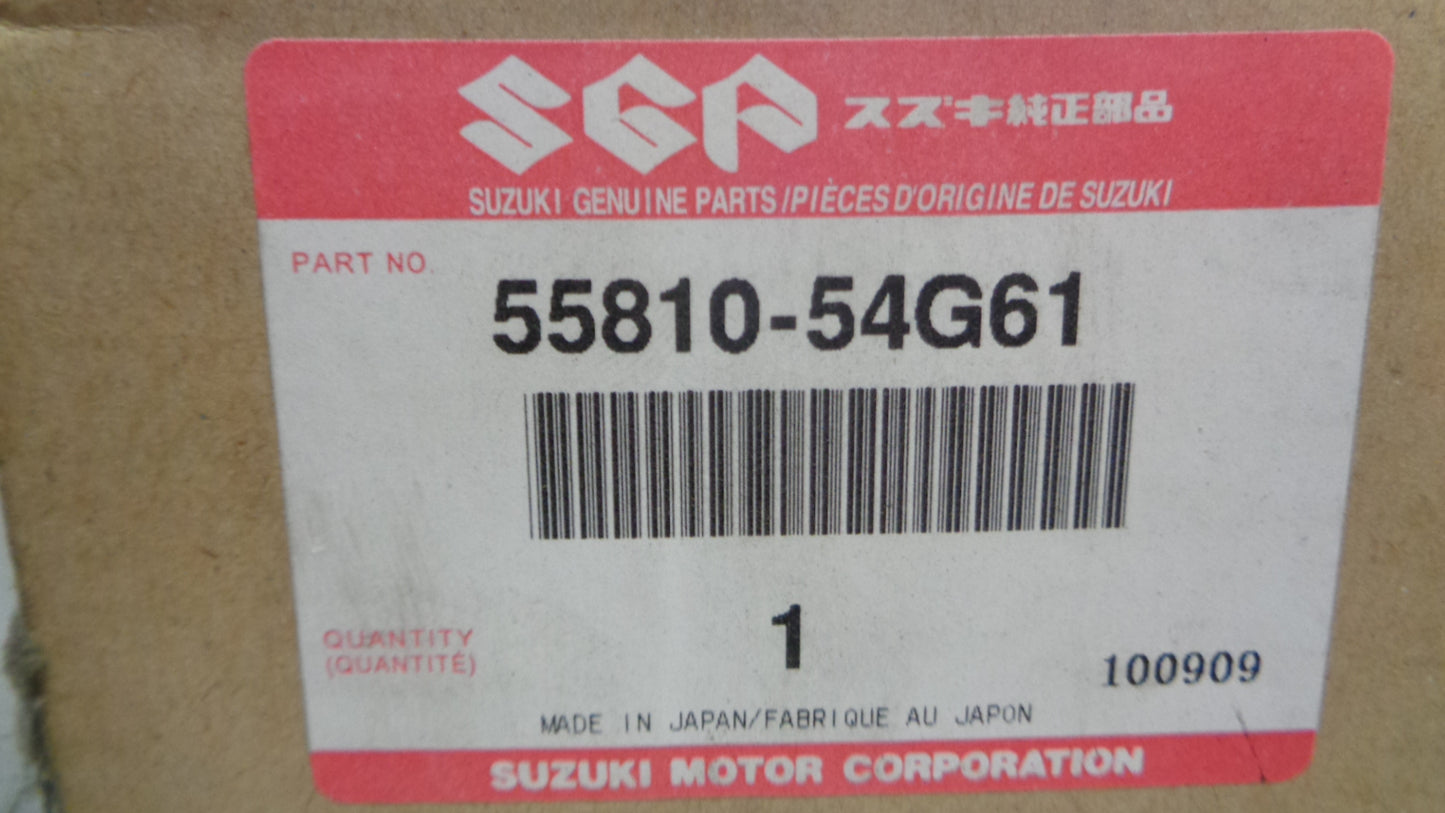 SGP スズキ純正部品
SUZUKI GENUINE PARTS/PIÈCES D'ORIGINE DE SUZUKI
PART NO
55810-54G61
1
QUANTITY
(QUANTITÉ)
100909
MADE IN JAPAN/FABRIQUE AU JAPON
SUZUKI MOTOR CORPORATION